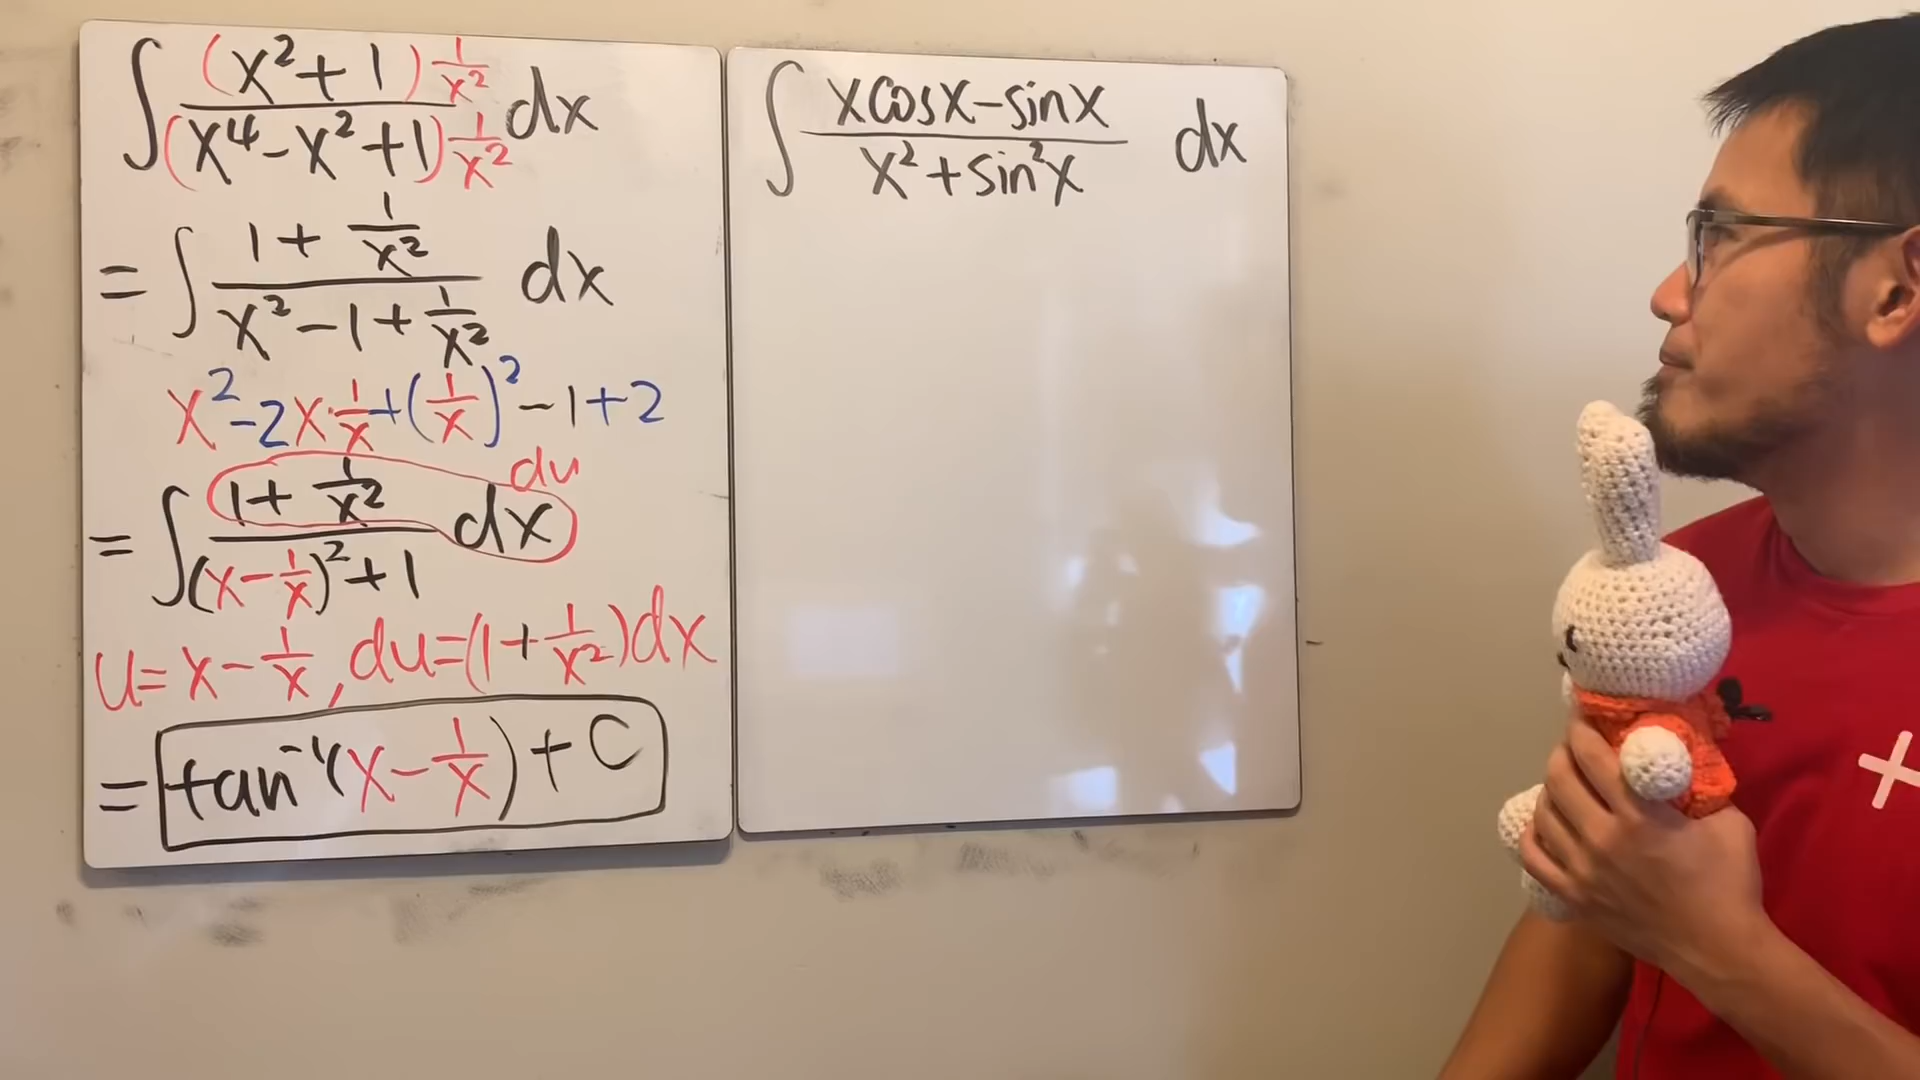 ∫ (x²+1) 1/x² / (x⁴-x²+1) 1/x² dx
= ∫ 1 + 1/x² / x² - 1 + 1/x² dx
x² - 2x·1/x + (1/x)² - 1 + 2
= ∫ 1 + 1/x² / (x - 1/x)² + 1 dx du
u = x - 1/x, du = (1 + 1/x²)dx
= tan⁻¹(x - 1/x) + C
∫ xcosx - sinx / x² + sin²x dx